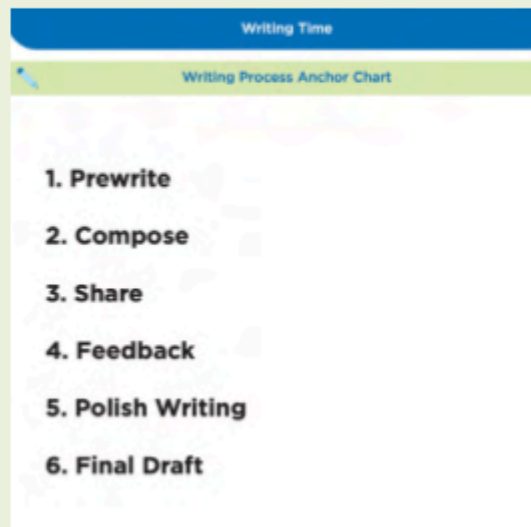 Writing Time
Writing Process Anchor Chart
1. Prewrite
2. Compose
3. Share
4. Feedback
5. Polish Writing
6. Final Draft